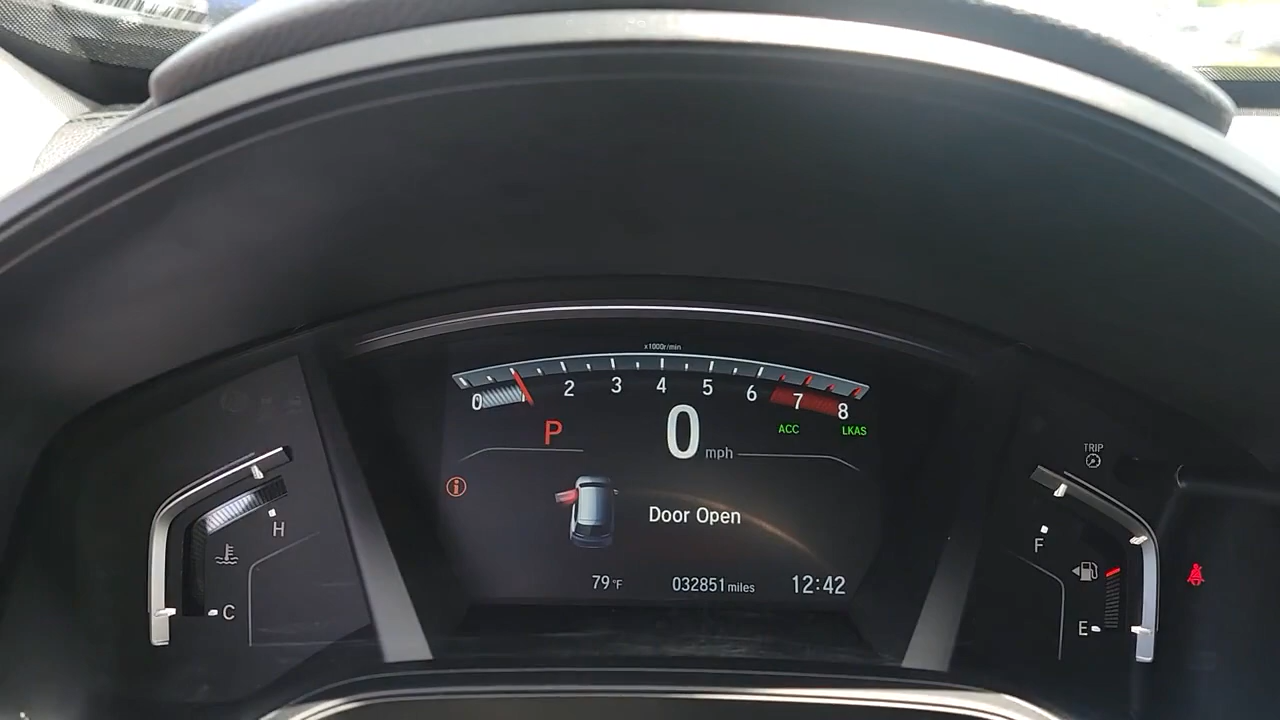 x1000r/min
0 1 2 3 4 5 6 7 8
P
0 mph
ACC
LKAS
TRIP
H
C
F
E
Door Open
79°F
032851 miles
12:42